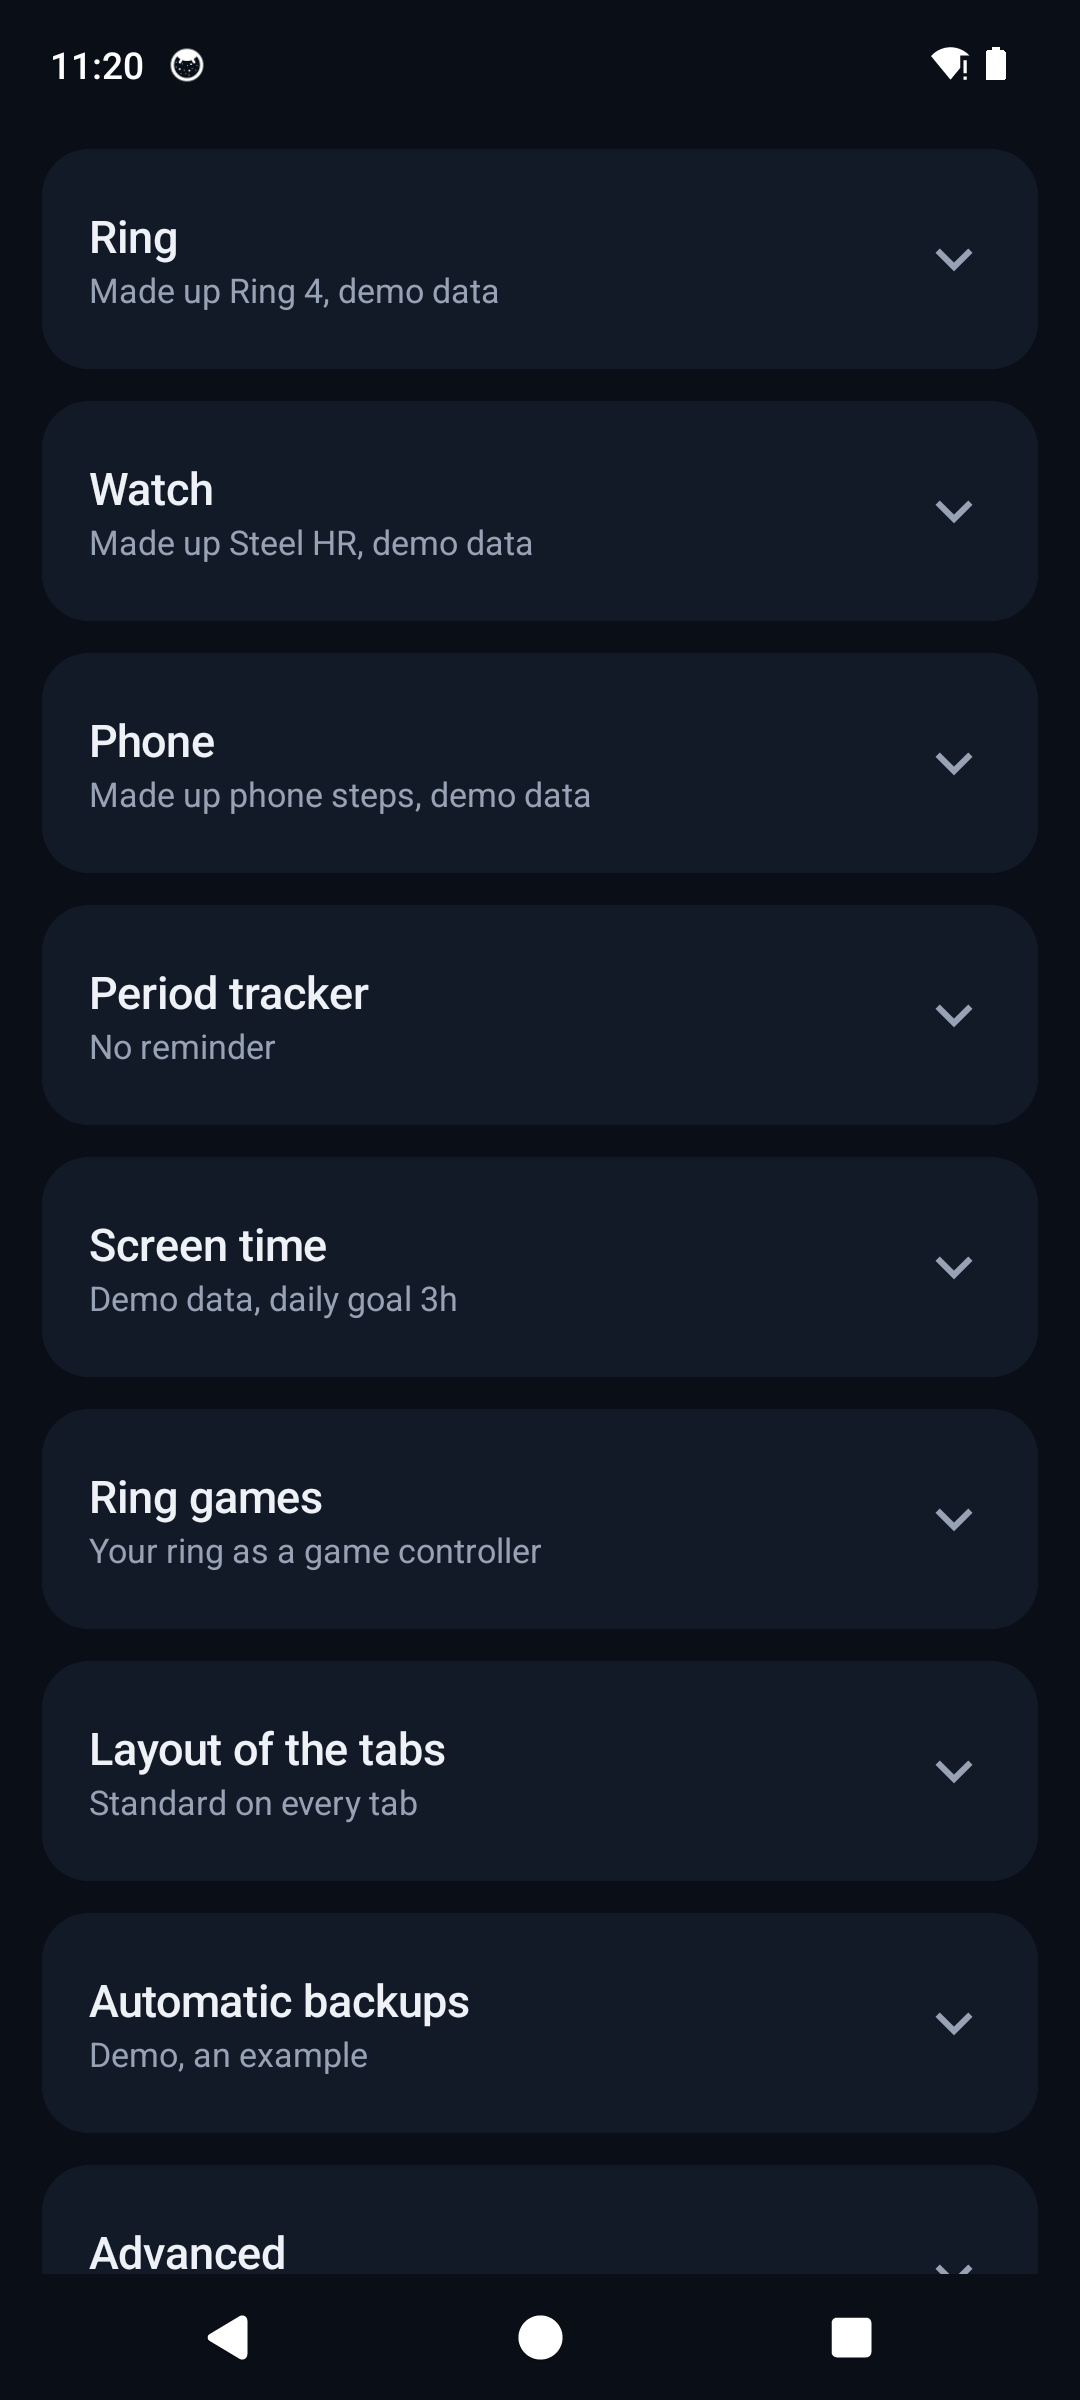 11:20
Ring
Made up Ring 4, demo data
Watch
Made up Steel HR, demo data
Phone
Made up phone steps, demo data
Period tracker
No reminder
Screen time
Demo data, daily goal 3h
Ring games
Your ring as a game controller
Layout of the tabs
Standard on every tab
Automatic backups
Demo, an example
Advanced